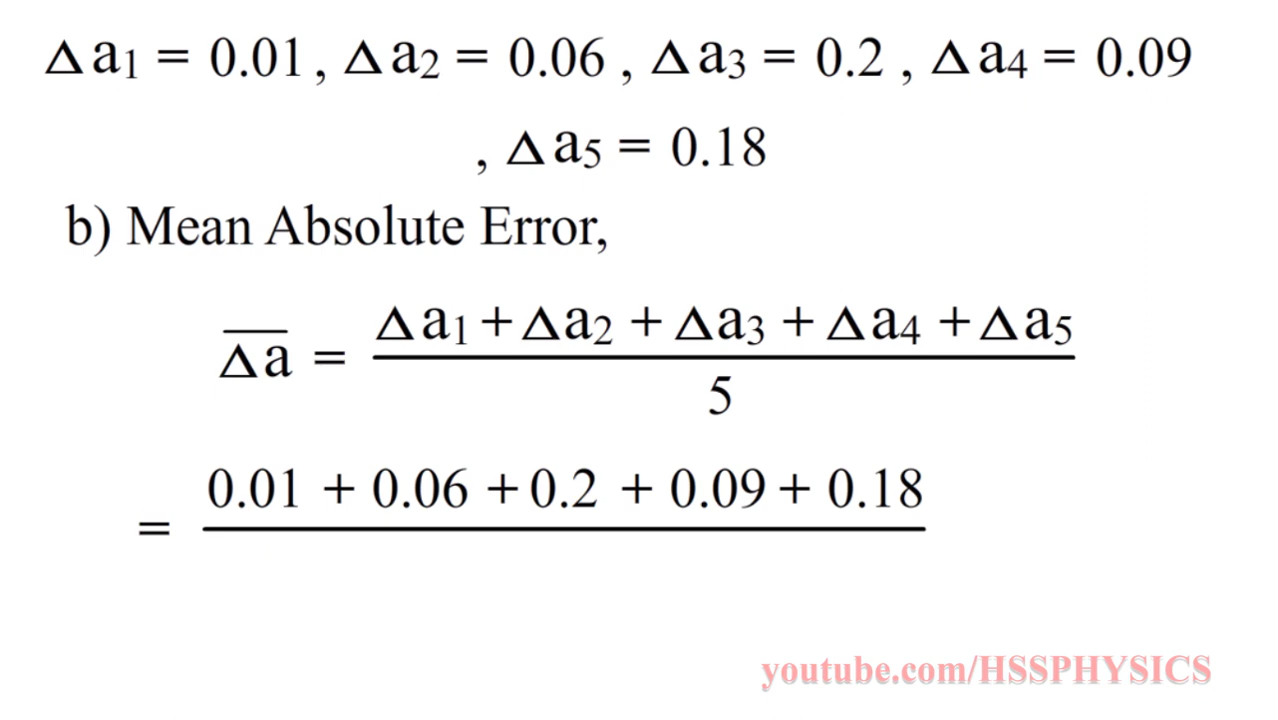 Δa1 = 0.01, Δa2 = 0.06 , Δa3 = 0.2 , Δa4 = 0.09
, Δa5 = 0.18
b) Mean Absolute Error,
Δa1 + Δa2 + Δa3 + Δa4 + Δa5
Δa̅ =
5
0.01 + 0.06 + 0.2 + 0.09 + 0.18
=
youtube.com/HSSPHYSICS